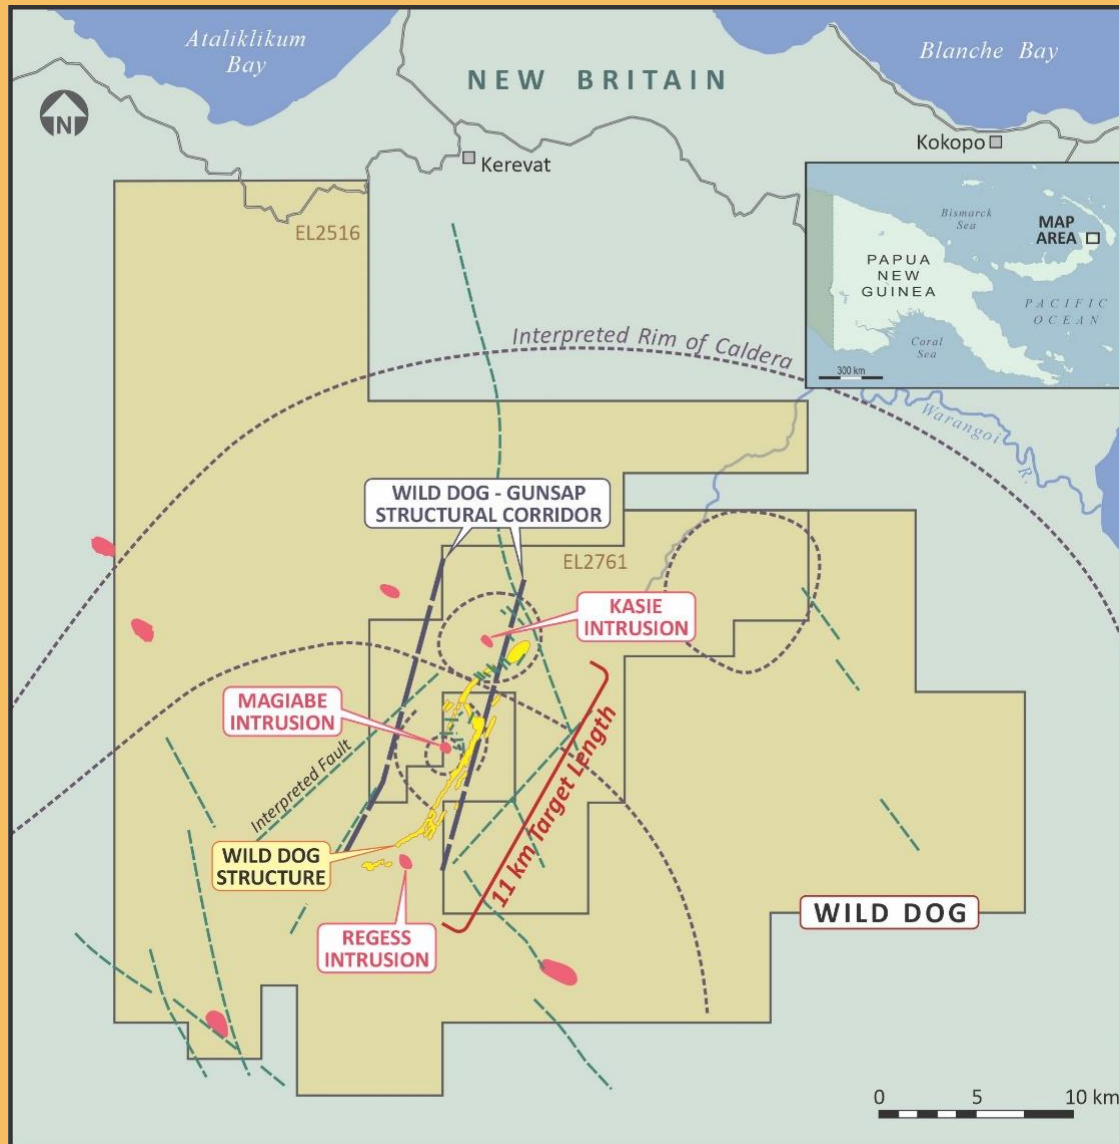 Ataliklikum
Bay
Blanche Bay
NEW BRITAIN
N
Kerevat
Kokopo
EL2516
Bismarck
Sea
MAP
AREA
PAPUA
NEW
GUINEA
PACIFIC
OCEAN
Coral
Sea
300 km
Interpreted Rim of Caldera
Warangoi R.
WILD DOG - GUNSAP
STRUCTURAL CORRIDOR
EL2761
KASIE
INTRUSION
MAGIABE
INTRUSION
Interpreted Fault
11 km Target Length
WILD DOG
STRUCTURE
WILD DOG
REGESS
INTRUSION
0 5 10 km